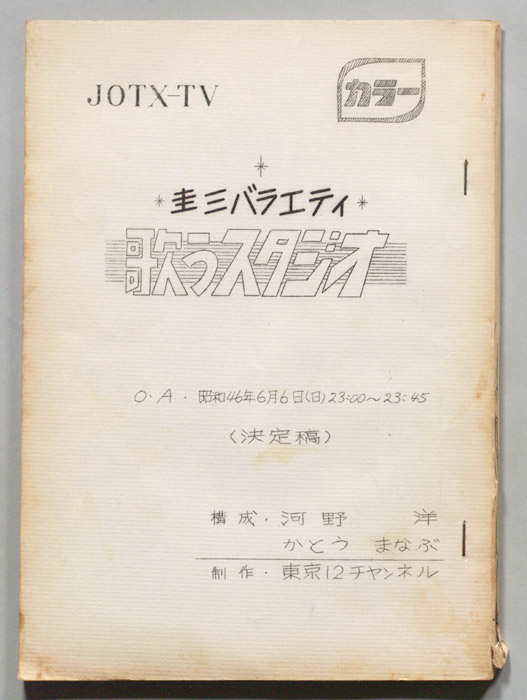 JOTX-TV
カラー
圭三バラエティ
歌うスタジオ
O.A.昭和46年6月6日(日)23:00～23:45
(決定稿)
構成・河野 洋
かとう まなぶ
制作・東京12チャンネル